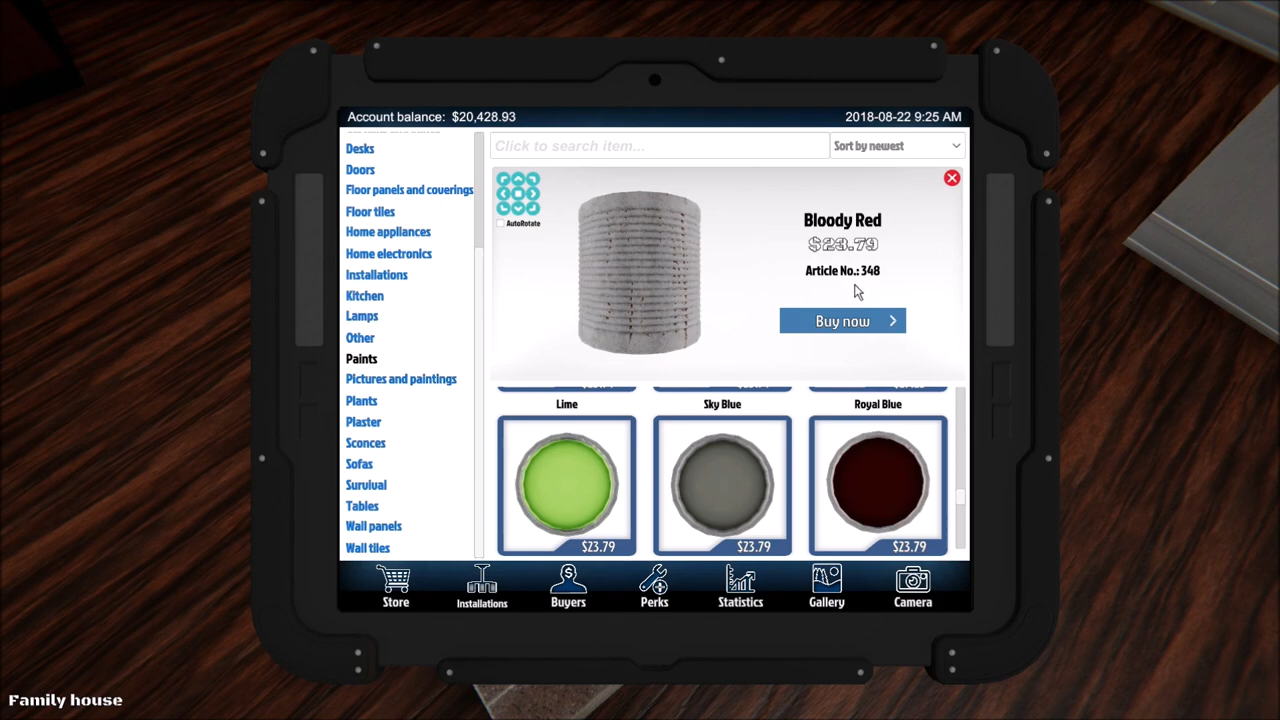 Account balance: $20,428.93
2018-08-22 9:25 AM
Desks
Doors
Floor panels and coverings
Floor tiles
Home appliances
Home electronics
Installations
Kitchen
Lamps
Other
Paints
Pictures and paintings
Plants
Plaster
Sconces
Sofas
Survival
Tables
Wall panels
Wall tiles
Click to search item...
Sort by newest
AutoRotate
Bloody Red
$23.79
Article No.: 348
Buy now
Lime
Sky Blue
Royal Blue
$23.79
$23.79
$23.79
Store
Installations
Buyers
Perks
Statistics
Gallery
Camera
Family house